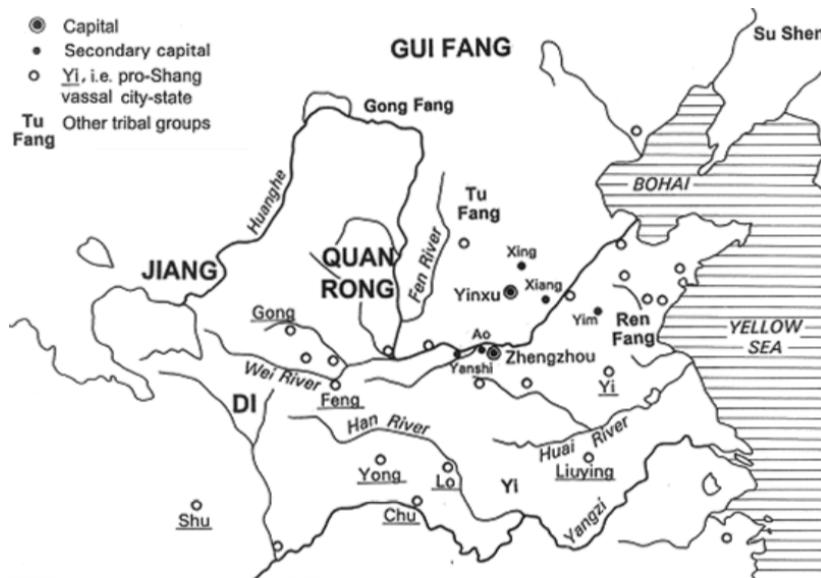 Capital
Secondary capital
Yi, i.e. pro-Shang
vassal city-state
Tu
Fang
Other tribal groups
GUI FANG
Su Shen
Gong Fang
BOHAI
Huanghe
Tu
Fang
Fen River
Xing
JIANG
QUAN
RONG
Xiang
Yinxu
Yim
Gong
Ren
Fang
YELLOW
SEA
Ao
Zhengzhou
Yanshi
Wei River
Feng
Yi
DI
Han River
Huai River
Yong
Lo
Liuying
Yi
Chu
Yangzi
Shu